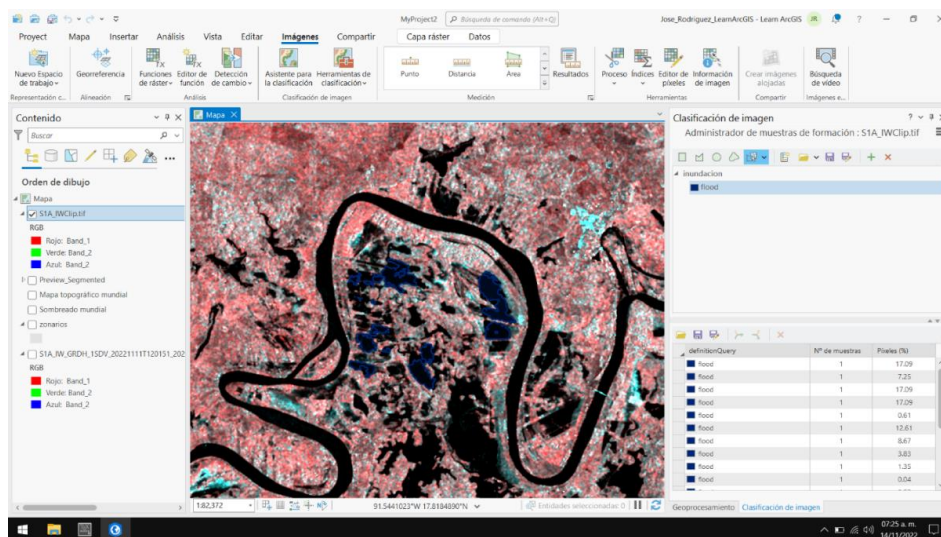 MyProject2
Búsqueda de comando (Alt+Q)
Jose_Rodriguez_LearnArcGIS - Learn ArcGIS
JR
?
Proyect Mapa Insertar Análisis Vista Editar Imágenes Compartir Capa ráster Datos
Nuevo Espacio de trabajo
Georreferencia
Funciones de ráster
Editor de función
Detección de cambio
Asistente para la clasificación
Herramientas de clasificación
Punto
Distancia
Area
Resultados
Proceso
Índices
Editor de píxeles
Información de imagen
Crear imágenes alojadas
Búsqueda de vídeo
Representación c...
Alineación
Análisis
Clasificación de imagen
Medición
Herramientas
Compartir
Imágenes e...
Contenido
Buscar
Orden de dibujo
Mapa
S1A_IWClip.tif
RGB
Rojo: Band_1
Verde: Band_2
Azul: Band_2
Preview_Segmented
Mapa topográfico mundial
Sombreado mundial
zonarios
S1A_IW_GRDH_1SDV_20221111T120151_202
RGB
Rojo: Band_1
Verde: Band_2
Azul: Band_2
Mapa
1:82,372
91.5441023°W 17.8184890°N
Entidades seleccionadas: 0
Clasificación de imagen
Administrador de muestras de formación : S1A_IWClip.tif
inundacion
flood
definitionQuery Nº de muestras Píxeles (%)
flood 1 17.09
flood 1 7.25
flood 1 17.09
flood 1 17.09
flood 1 0.61
flood 1 12.61
flood 1 8.67
flood 1 3.83
flood 1 1.35
flood 1 0.04
Geoprocesamiento Clasificación de imagen
07:25 a. m.
14/11/2022